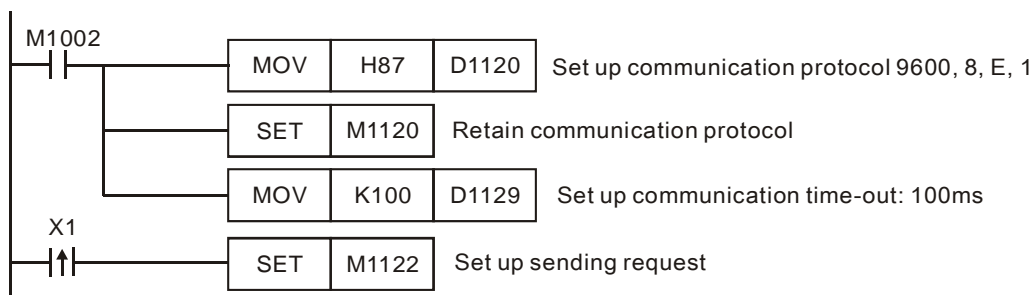 M1002
MOV H87 D1120 Set up communication protocol 9600, 8, E, 1
SET M1120 Retain communication protocol
MOV K100 D1129 Set up communication time-out: 100ms
X1
SET M1122 Set up sending request